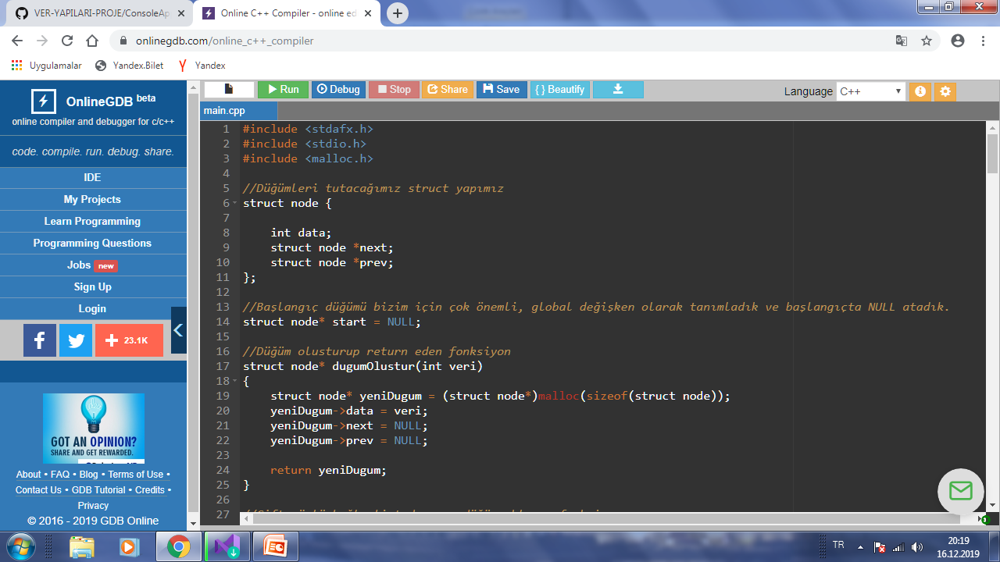 VER-YAPILARI-PROJE/ConsoleAp
Online C++ Compiler - online ed
onlinegdb.com/online_c++_compiler
Uygulamalar
Yandex.Bilet
Yandex
OnlineGDB beta
online compiler and debugger for c/c++
code. compile. run. debug. share.
IDE
My Projects
Learn Programming
Programming Questions
Jobs new
Sign Up
Login
23.1K
GOT AN OPINION?
SHARE AND GET REWARDED.
About • FAQ • Blog • Terms of Use •
Contact Us • GDB Tutorial • Credits •
Privacy
© 2016 - 2019 GDB Online
Run
Debug
Stop
Share
Save
{ } Beautify
Language C++
main.cpp
1 #include <stdafx.h>
2 #include <stdio.h>
3 #include <malloc.h>
4
5 //Düğümleri tutacağımız struct yapımız
6 struct node {
7
8 int data;
9 struct node *next;
10 struct node *prev;
11 };
12
13 //Başlangıç düğümü bizim için çok önemli, global değişken olarak tanımladık ve başlangıçta NULL atadık.
14 struct node* start = NULL;
15
16 //Düğüm olusturup return eden fonksiyon
17 struct node* dugumOlustur(int veri)
18 {
19 struct node* yeniDugum = (struct node*)malloc(sizeof(struct node));
20 yeniDugum->data = veri;
21 yeniDugum->next = NULL;
22 yeniDugum->prev = NULL;
23
24 return yeniDugum;
25 }
26
27
TR
20:19
16.12.2019